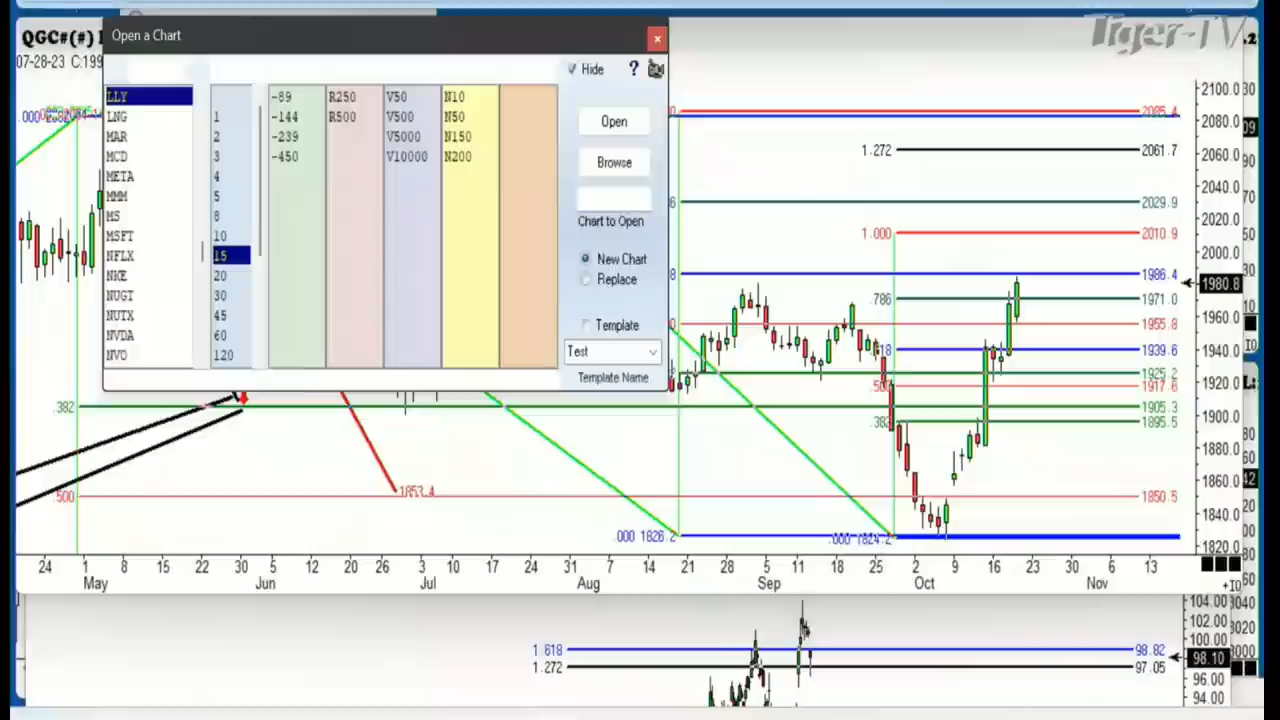 Tiger-TV
QGC#(#)
07-28-23 C:199
Open a Chart
Hide ?
LLY
LNG
MAR
MCD
META
MMM
MS
MSFT
NFLX
NKE
NUGT
NUTX
NVDA
NVO
1
2
3
4
5
8
10
15
20
30
45
60
120
-89
-144
-239
-450
R250
R500
V50
V500
V5000
V10000
N10
N50
N150
N200
Open
Browse
Chart to Open
New Chart
Replace
Template
Test
Template Name
2085.4
1.272 2061.7
2029.9
1.000 2010.9
1986.4
.786 1971.0
1955.8
.618 1939.6
1925.2
1917.6
.382 1905.3
.382 1895.5
1853.4
.500 1850.5
.000 1826.2
.000 1824.2
2100.0
2080.0
2060.0
2040.0
2020.0
2000.0
1980.8
1960.0
1940.0
1920.0
1900.0
1880.0
1860.0
1840.0
1820.0
24 1 8 15 22 30 5 12 20 26 3 10 17 24 31 7 14 21 28 5 11 18 25 2 9 16 23 30 6 13
May Jun Jul Aug Sep Oct Nov
1.618 98.82
1.272 97.05
104.00
102.00
100.00
98.10
96.00
94.00